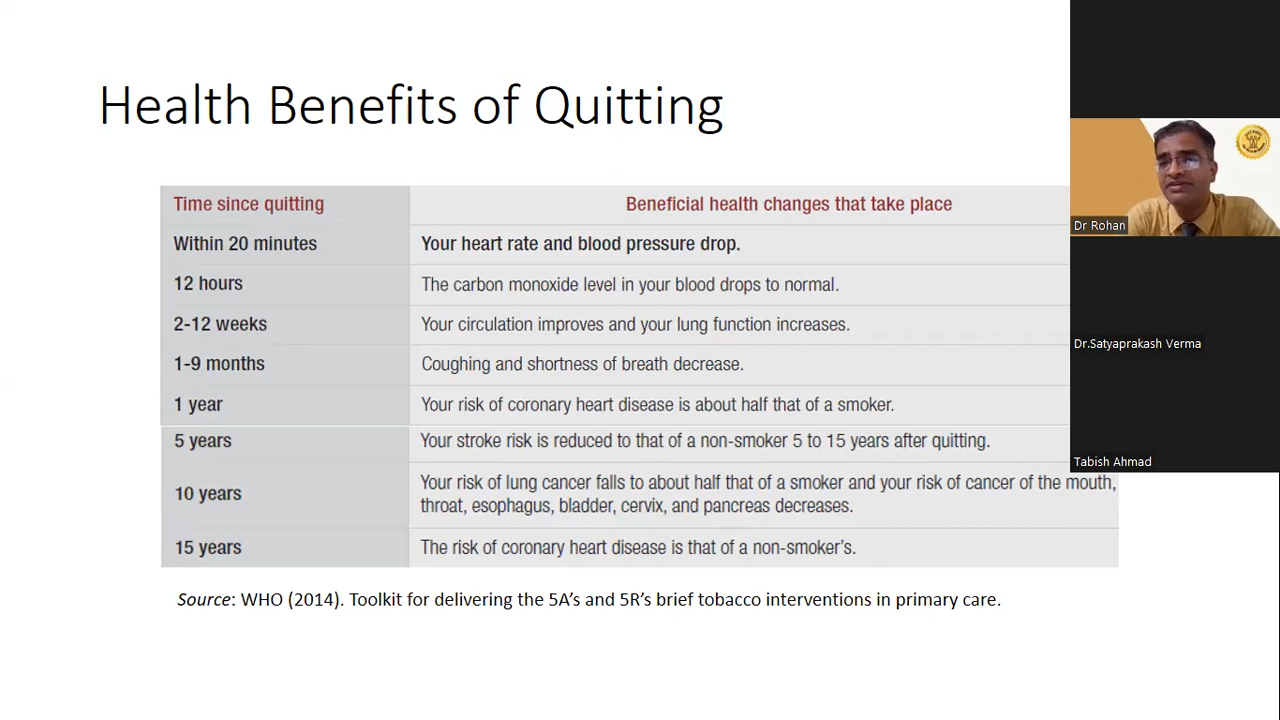 Health Benefits of Quitting
Time since quitting Beneficial health changes that take place
Within 20 minutes Your heart rate and blood pressure drop.
12 hours The carbon monoxide level in your blood drops to normal.
2-12 weeks Your circulation improves and your lung function increases.
1-9 months Coughing and shortness of breath decrease.
1 year Your risk of coronary heart disease is about half that of a smoker.
5 years Your stroke risk is reduced to that of a non-smoker 5 to 15 years after quitting.
10 years Your risk of lung cancer falls to about half that of a smoker and your risk of cancer of the mouth,
throat, esophagus, bladder, cervix, and pancreas decreases.
15 years The risk of coronary heart disease is that of a non-smoker’s.
Source: WHO (2014). Toolkit for delivering the 5A’s and 5R’s brief tobacco interventions in primary care.
Dr Rohan
Dr.Satyaprakash Verma
Tabish Ahmad